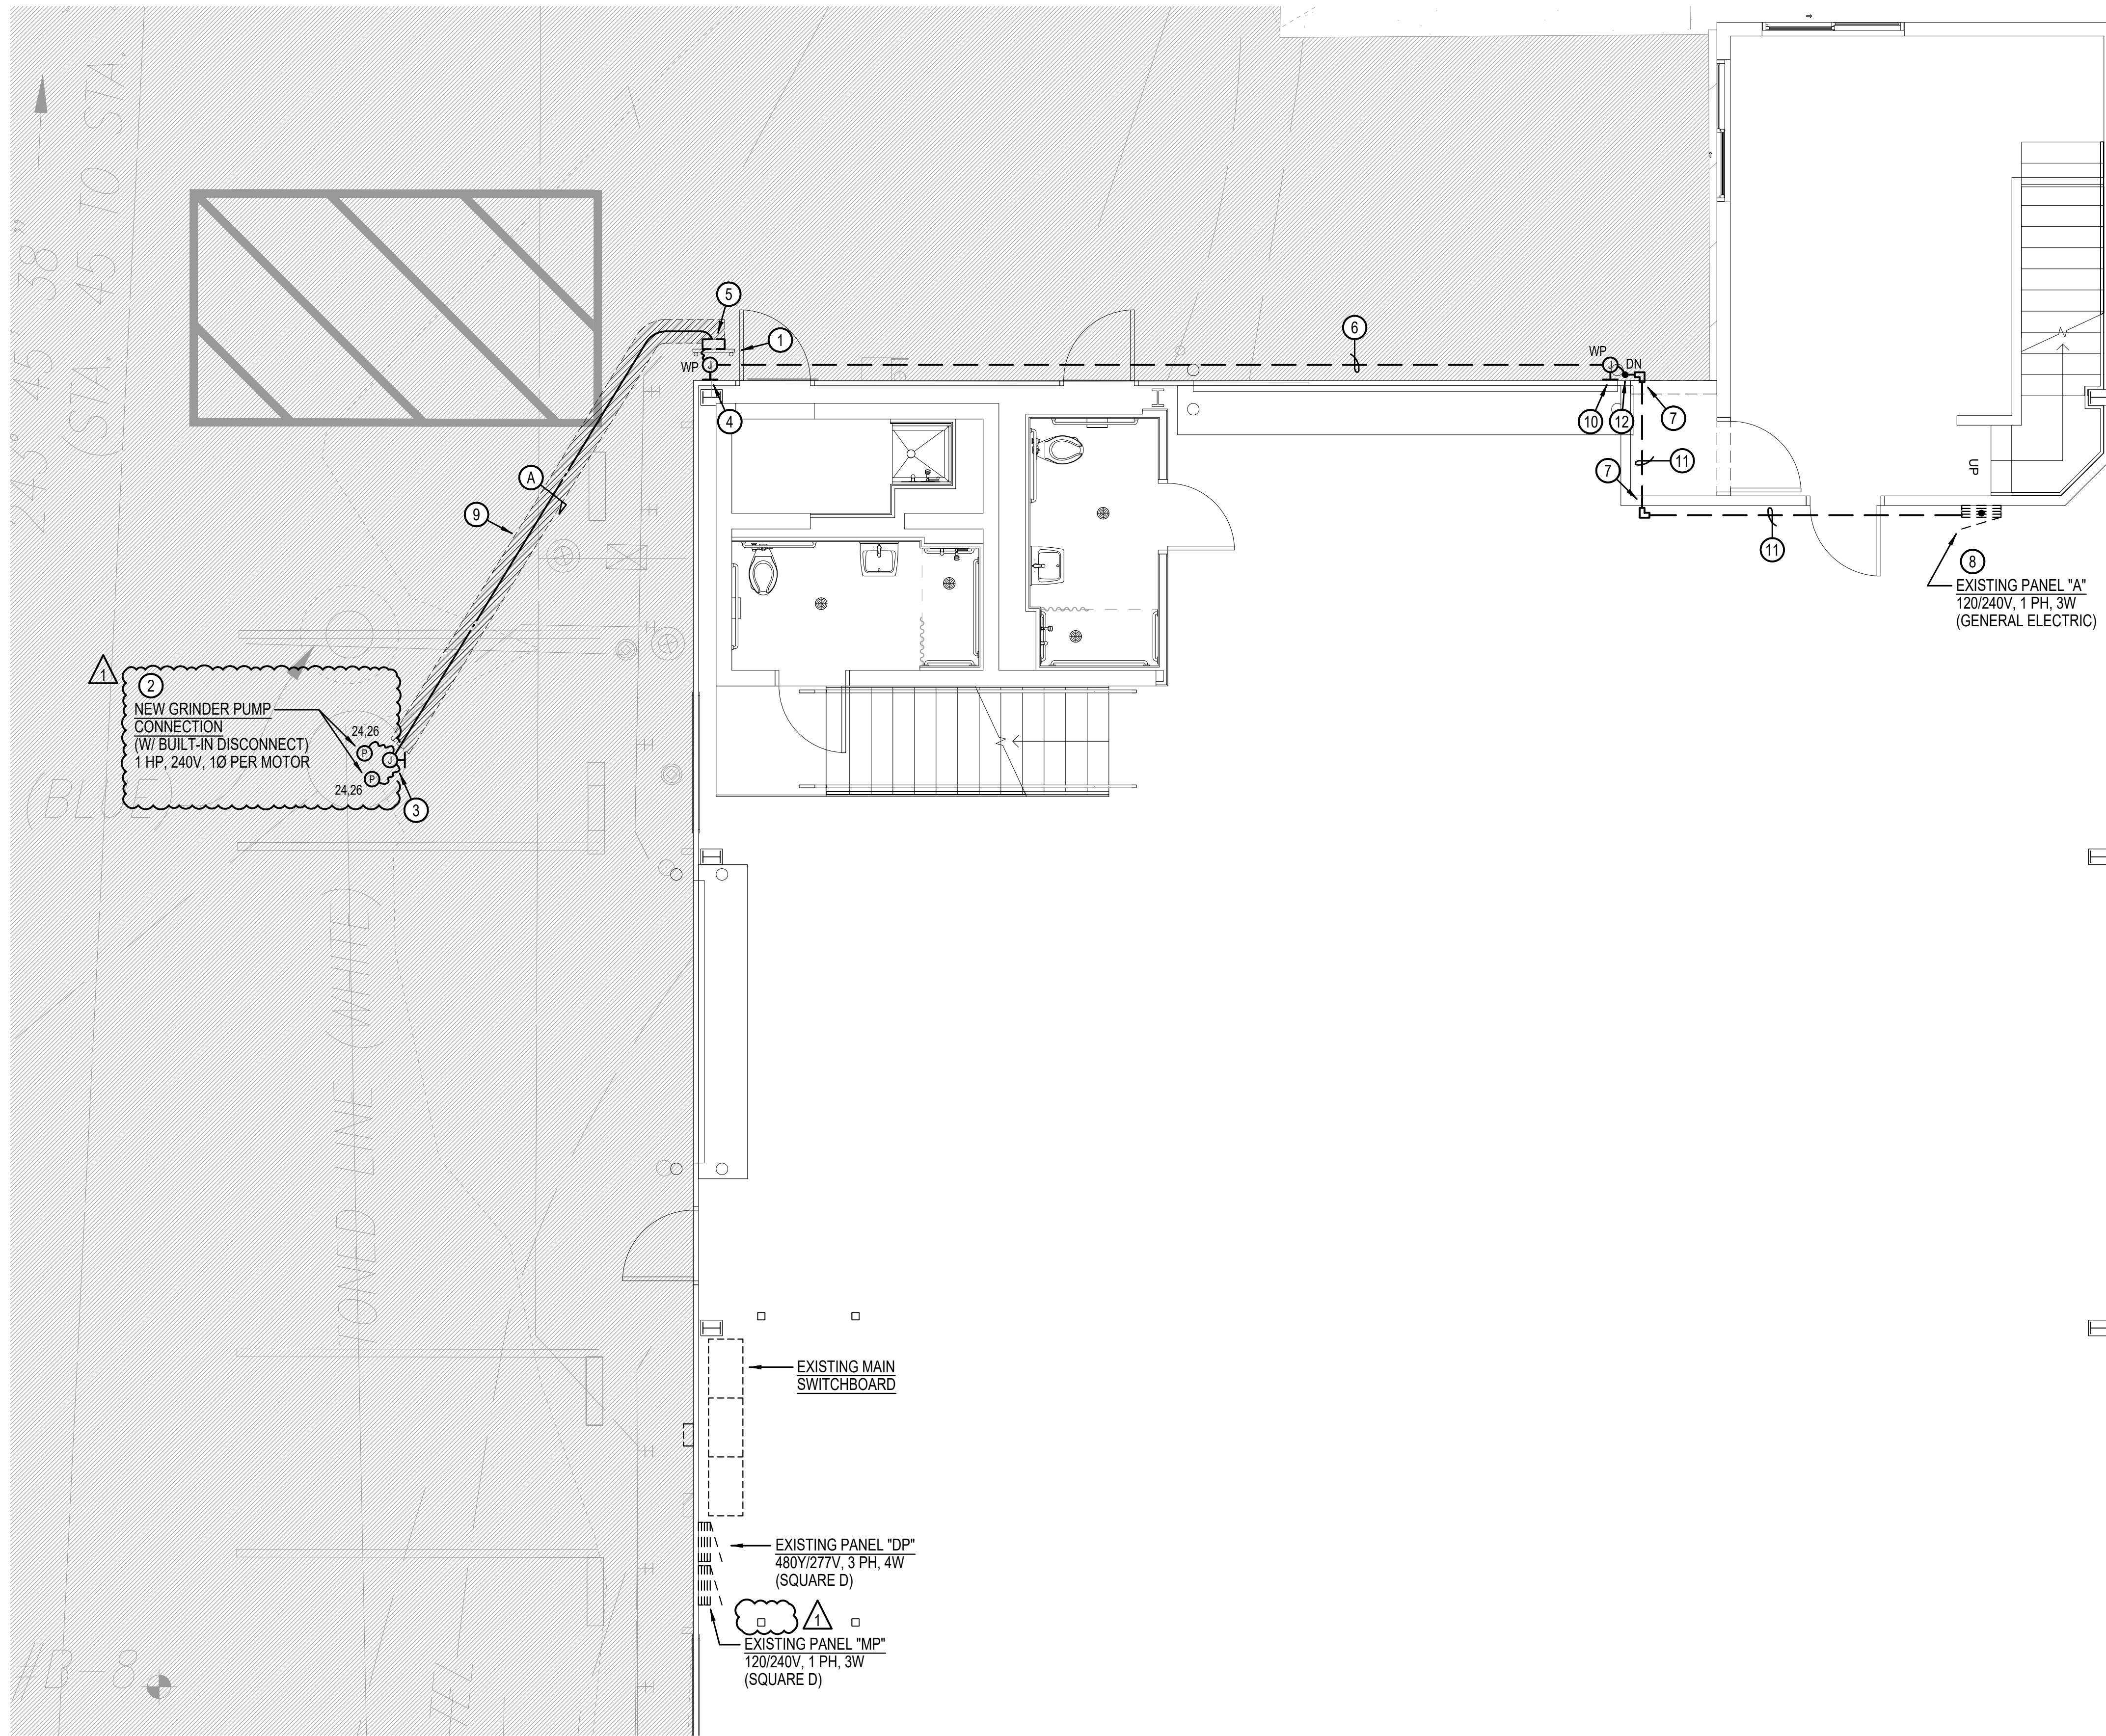 243° 45' 38"
(STA. 45 TO STA.
5
1
6
WP
J
4
WP
J
DN
10
12
7
A
9
7
11
11
UP
8
EXISTING PANEL "A"
120/240V, 1 PH, 3W
(GENERAL ELECTRIC)
1
2
NEW GRINDER PUMP
CONNECTION
(W/ BUILT-IN DISCONNECT)
1 HP, 240V, 1Ø PER MOTOR
24,26
P
J
P
24,26
3
(BLUE)
TONED LINE (WHITE)
EXISTING MAIN
SWITCHBOARD
EXISTING PANEL "DP"
480Y/277V, 3 PH, 4W
(SQUARE D)
1
EXISTING PANEL "MP"
120/240V, 1 PH, 3W
(SQUARE D)
#B-8